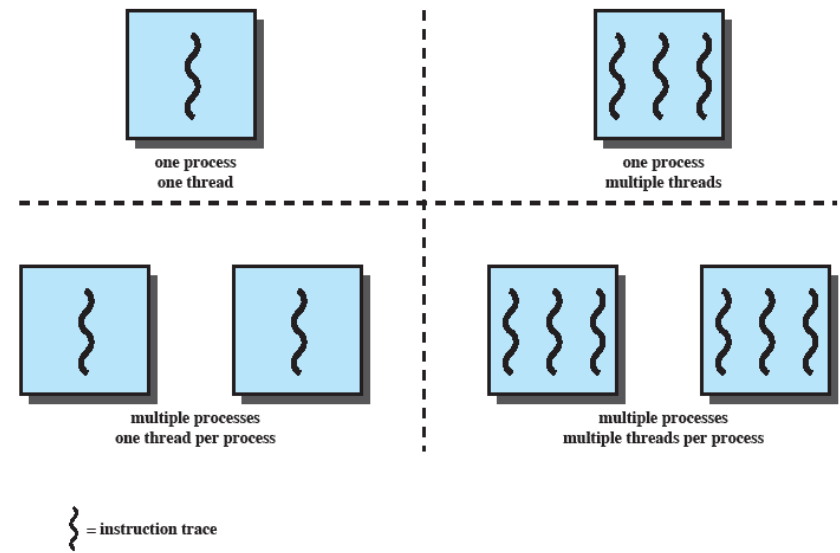 one process
one thread
one process
multiple threads
multiple processes
one thread per process
multiple processes
multiple threads per process
= instruction trace